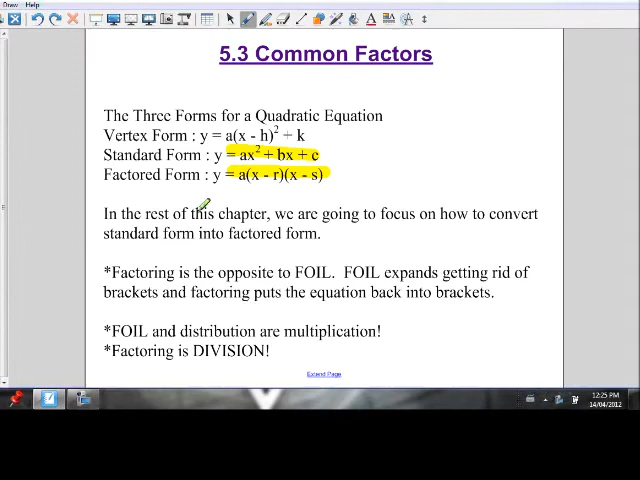 Draw Help
5.3 Common Factors
The Three Forms for a Quadratic Equation
Vertex Form : y = a(x - h)² + k
Standard Form : y = ax² + bx + c
Factored Form : y = a(x - r)(x - s)
In the rest of this chapter, we are going to focus on how to convert
standard form into factored form.
*Factoring is the opposite to FOIL. FOIL expands getting rid of
brackets and factoring puts the equation back into brackets.
*FOIL and distribution are multiplication!
*Factoring is DIVISION!
Extend Page
12:25 PM
14/04/2012